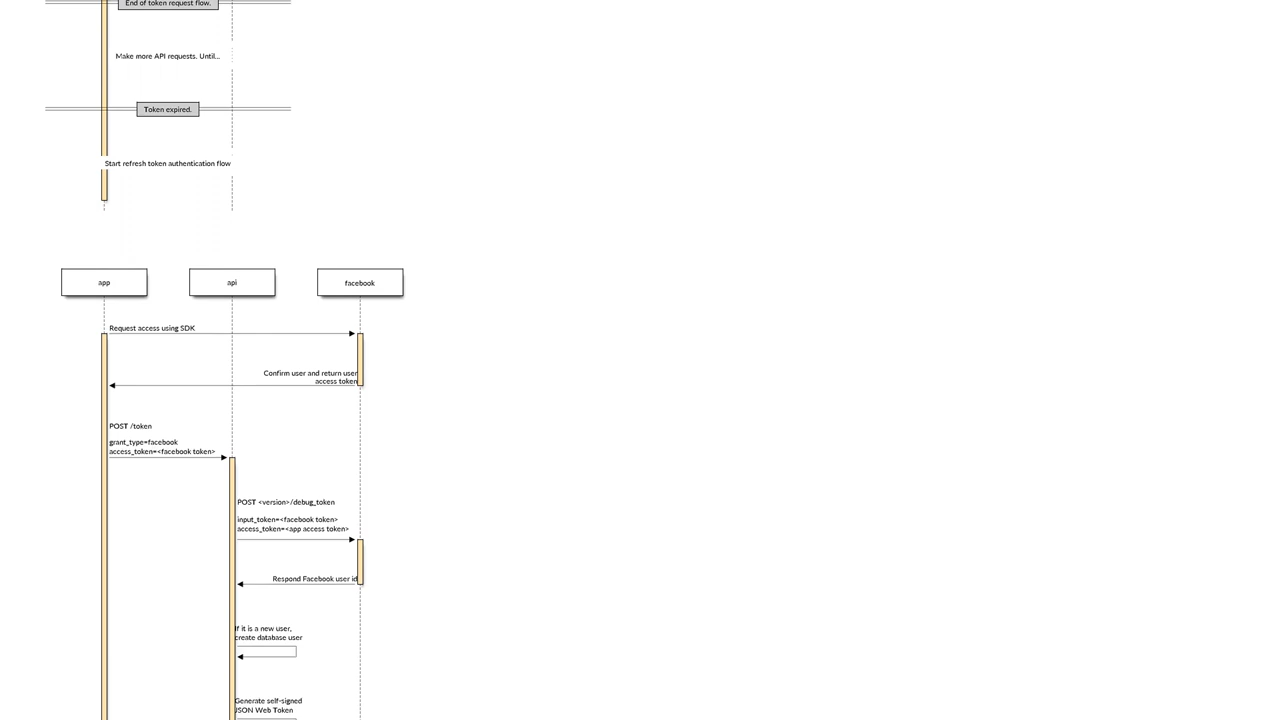 End of token request flow.
Make more API requests. Until...
Token expired.
Start refresh token authentication flow
app
api
facebook
Request access using SDK
Confirm user and return user
access token
POST /token
grant_type=facebook
access_token=<facebook token>
POST <version>/debug_token
input_token=<facebook token>
access_token=<app access token>
Respond Facebook user id
If it is a new user,
create database user
Generate self-signed
JSON Web Token